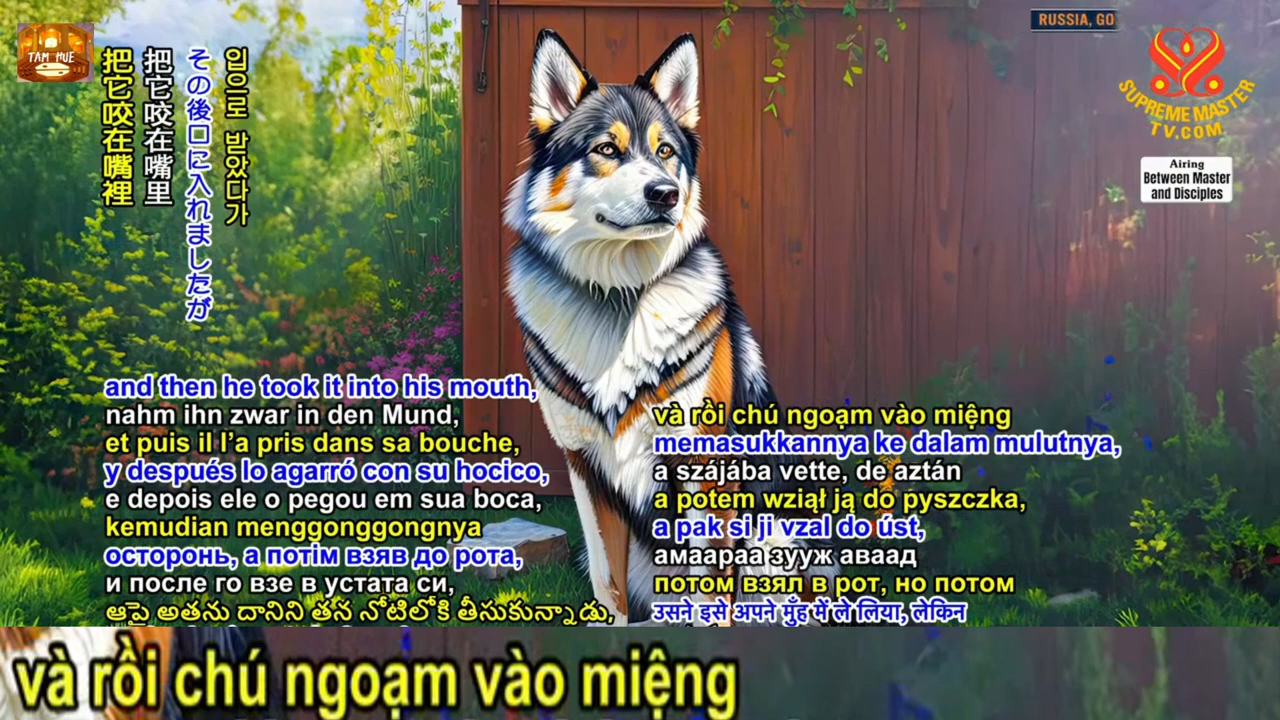 TAM HUE
把它咬在嘴裡
把它咬在嘴里
その後口に入れましたが
입으로 받았다가
RUSSIA, GO
SUPREME MASTER
TV.COM
Airing
Between Master
and Disciples
and then he took it into his mouth,
nahm ihn zwar in den Mund,
et puis il l’a pris dans sa bouche,
y después lo agarró con su hocico,
e depois ele o pegou em sua boca,
kemudian menggonggongnya
осторонь, а потім взяв до рота,
и после го взе в устата си,
ఆపై అతను దానిని తన నోటిలోకి తీసుకున్నాడు,
và rồi chú ngoạm vào miệng
memasukkannya ke dalam mulutnya,
a szájába vette, de aztán
a potem wziął ją do pyszczka,
a pak si ji vzal do úst,
амаараа зууж аваад
потом взял в рот, но потом
उसने इसे अपने मुँह में ले लिया, लेकिन
và rồi chú ngoạm vào miệng